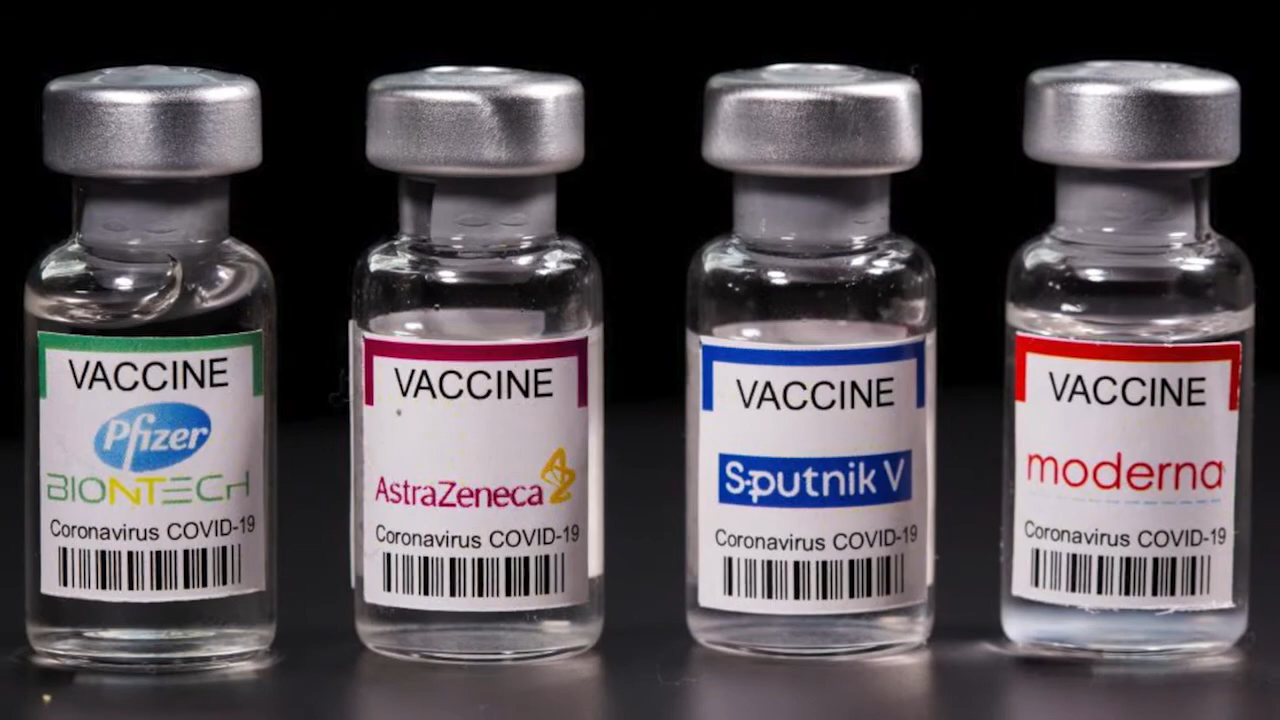 VACCINE
Pfizer
BIONTECH
Coronavirus COVID-19
VACCINE
AstraZeneca
Coronavirus COVID-19
VACCINE
Sputnik V
Coronavirus COVID-19
VACCINE
moderna
Coronavirus COVID-19